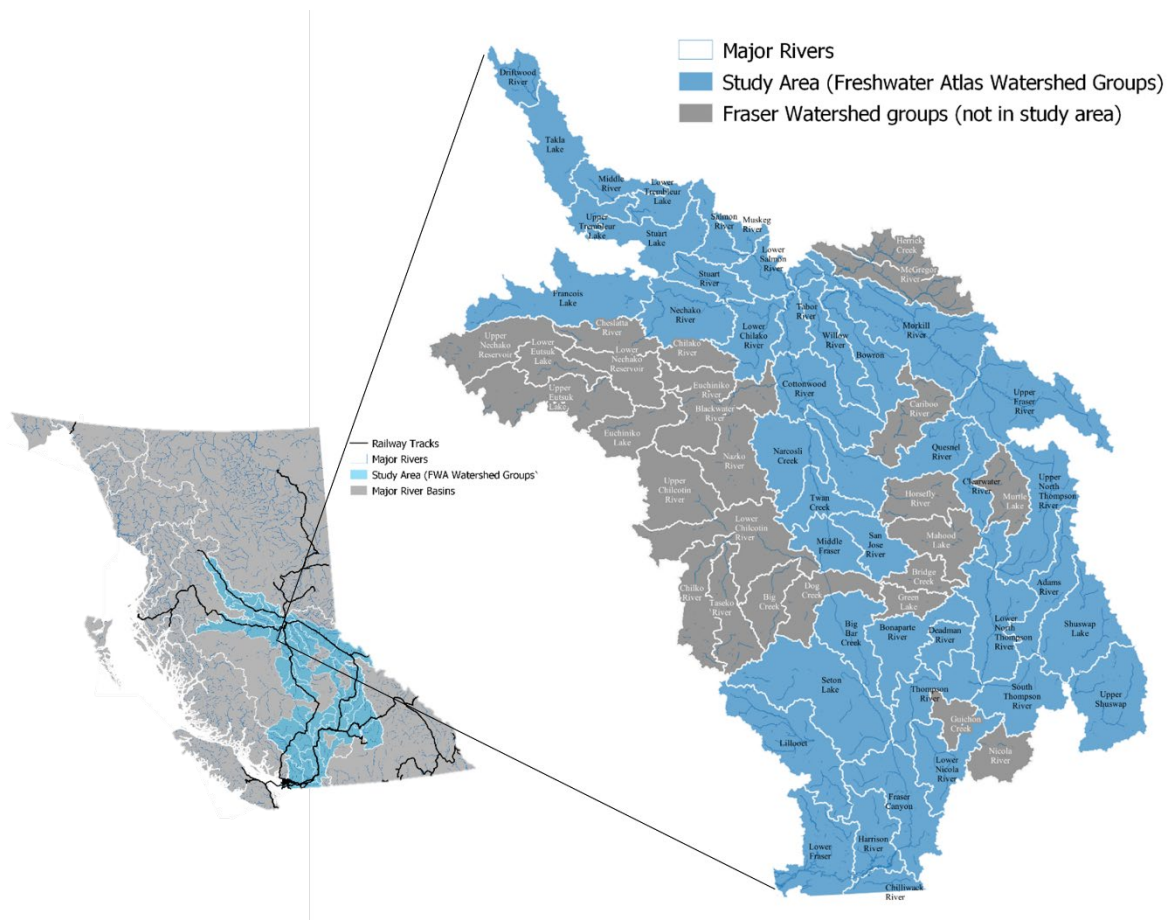 Major Rivers
Study Area (Freshwater Atlas Watershed Groups)
Fraser Watershed groups (not in study area)
Driftwood
River
Takla
Lake
Middle
River
Lower
Trembleur
Lake
Upper
Trembleur
Lake
Stuart
Lake
Salmon
River
Muskeg
River
Lower
Salmon
River
Stuart
River
Herrick
Creek
McGregor
River
Francois
Lake
Nechako
River
Lower
Chilako
River
Tabor
River
Willow
River
Bowron
Morkill
River
Cheslatta
River
Upper
Nechako
Reservoir
Lower
Eutsuk
Lake
Lower
Nechako
Reservoir
Chilako
River
Upper
Eutsuk
Lake
Euchiniko
River
Blackwater
River
Cottonwood
River
Cariboo
River
Upper
Fraser
River
Euchiniko
Lake
Nazko
River
Narcosli
Creek
Quesnel
River
Clearwater
River
Murtle
Lake
Upper
North
Thompson
River
Upper
Chilcotin
River
Twan
Creek
Horsefly
River
Lower
Chilcotin
River
Middle
Fraser
San
Jose
River
Mahood
Lake
Bridge
Creek
Adams
River
Chilko
River
Taseko
River
Big
Creek
Dog
Creek
Green
Lake
Big
Bar
Creek
Bonaparte
River
Deadman
River
Lower
North
Thompson
River
Shuswap
Lake
Seton
Lake
Thompson
River
South
Thompson
River
Upper
Shuswap
Guichon
Creek
Lillooet
Lower
Nicola
River
Nicola
River
Fraser
Canyon
Lower
Fraser
Harrison
River
Chilliwack
River
Railway Tracks
Major Rivers
Study Area (FWA Watershed Groups`
Major River Basins